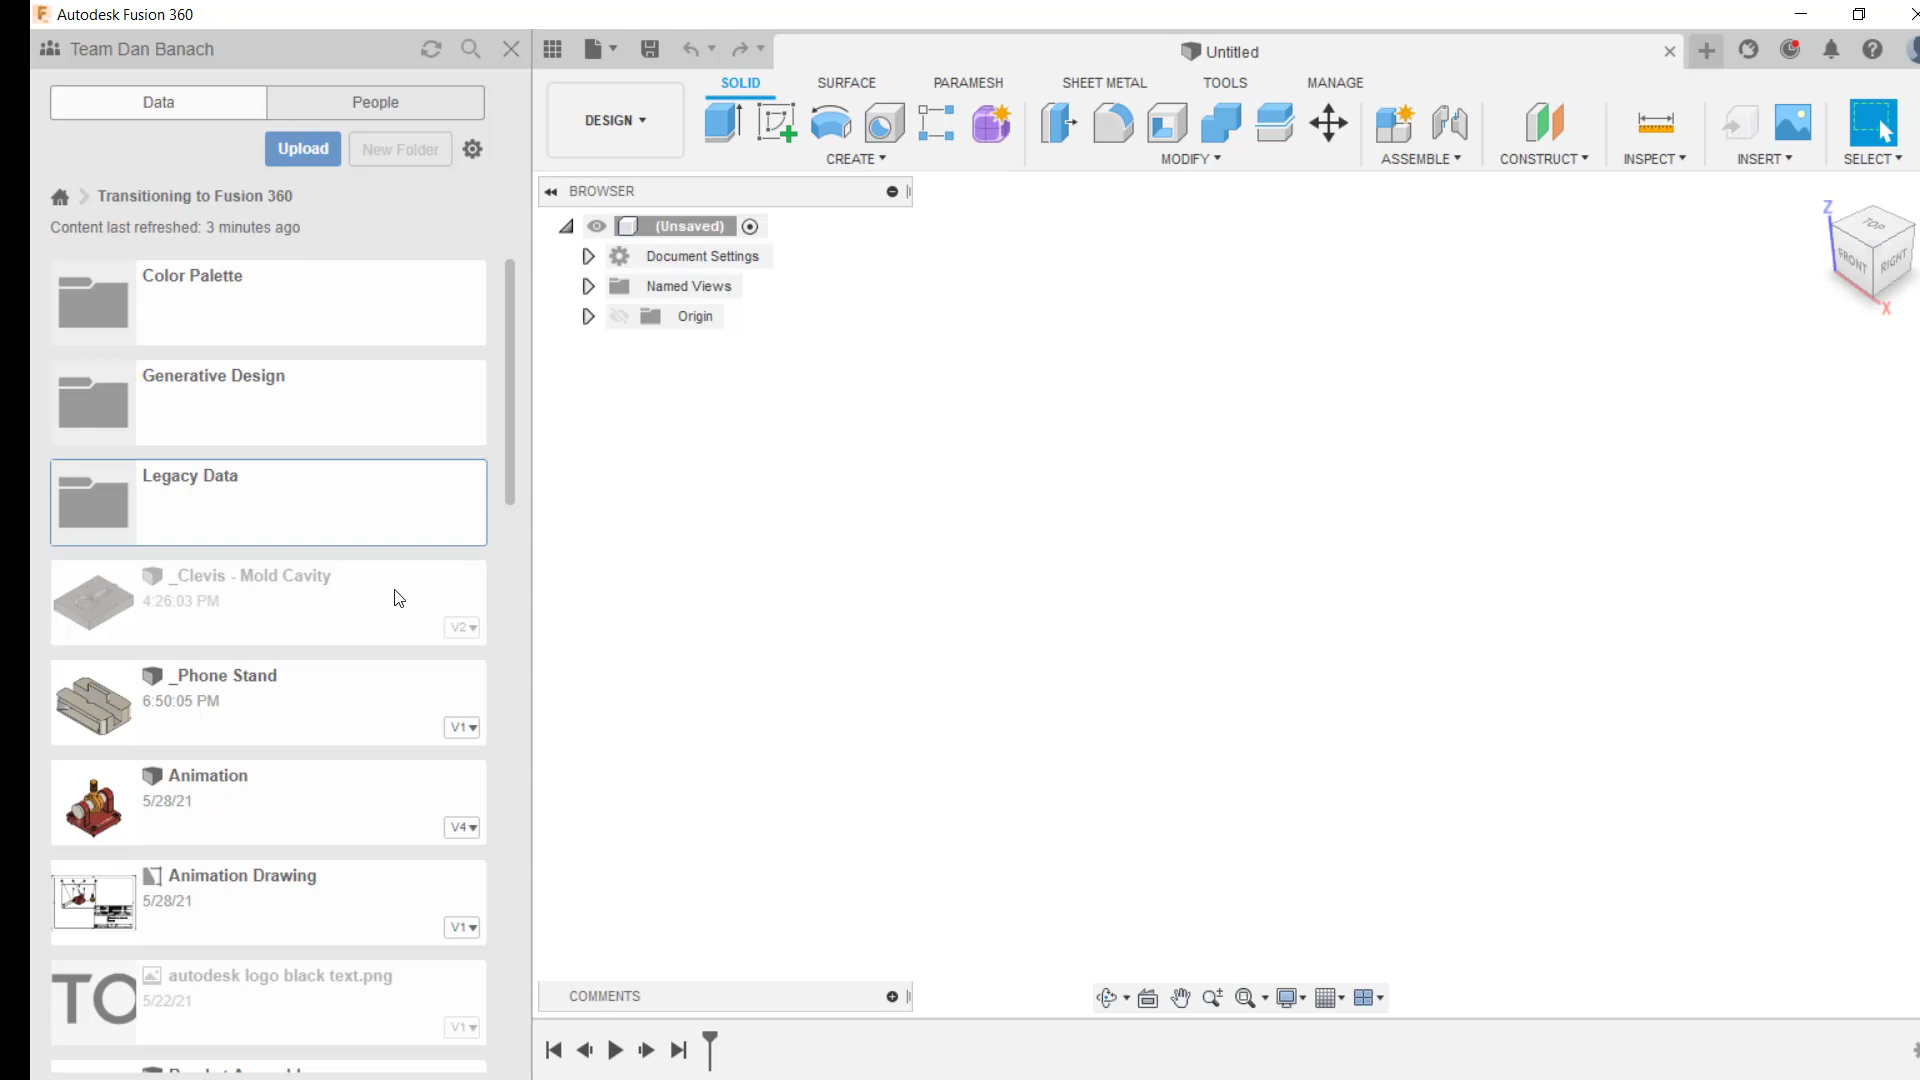 Autodesk Fusion 360
Team Dan Banach
Untitled
Data
People
Upload
New Folder
Transitioning to Fusion 360
Content last refreshed: 3 minutes ago
Color Palette
Generative Design
Legacy Data
_Clevis - Mold Cavity
4:26:03 PM
V2
_Phone Stand
6:50:05 PM
V1
Animation
5/28/21
V4
Animation Drawing
5/28/21
V1
TO
autodesk logo black text.png
5/22/21
V1
DESIGN
SOLID
SURFACE
PARAMESH
SHEET METAL
TOOLS
MANAGE
CREATE
MODIFY
ASSEMBLE
CONSTRUCT
INSPECT
INSERT
SELECT
BROWSER
(Unsaved)
Document Settings
Named Views
Origin
Z
TOP
FRONT
RIGHT
X
COMMENTS